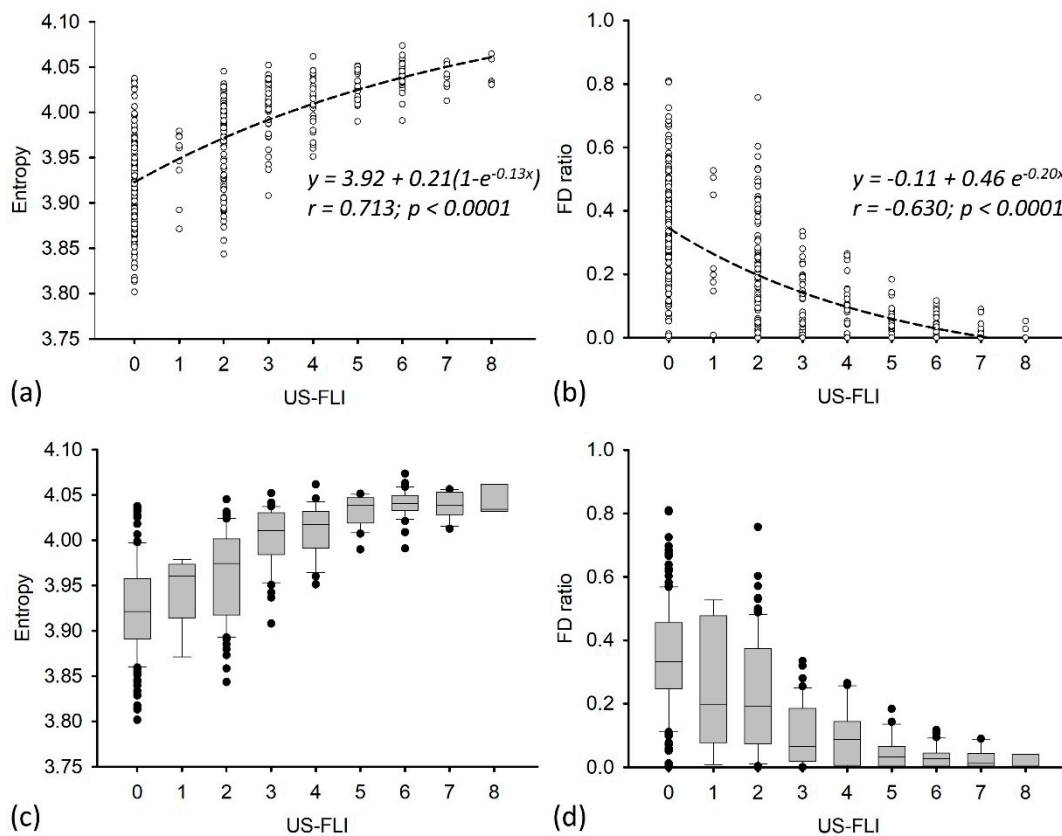 4.10
4.05
4.00
3.95
3.90
3.85
3.80
3.75
Entropy
y = 3.92 + 0.21(1-e^-0.13x)
r = 0.713; p < 0.0001
0 1 2 3 4 5 6 7 8
US-FLI
(a)
1.0
0.8
0.6
0.4
0.2
0.0
FD ratio
y = -0.11 + 0.46 e^-0.20x
r = -0.630; p < 0.0001
0 1 2 3 4 5 6 7 8
US-FLI
(b)
4.10
4.05
4.00
3.95
3.90
3.85
3.80
3.75
Entropy
0 1 2 3 4 5 6 7 8
US-FLI
(c)
1.0
0.8
0.6
0.4
0.2
0.0
FD ratio
0 1 2 3 4 5 6 7 8
US-FLI
(d)